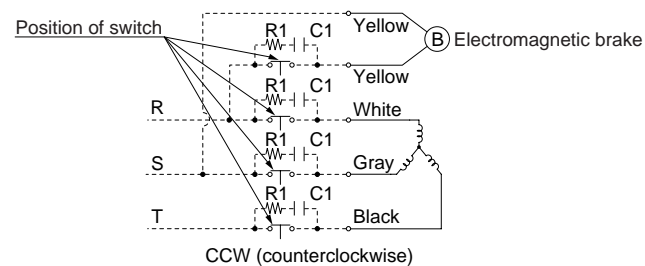 Yellow
R1 C1
Position of switch
B Electromagnetic brake
Yellow
R1 C1
R White
R1 C1
S Gray
R1 C1
T Black
CCW (counterclockwise)